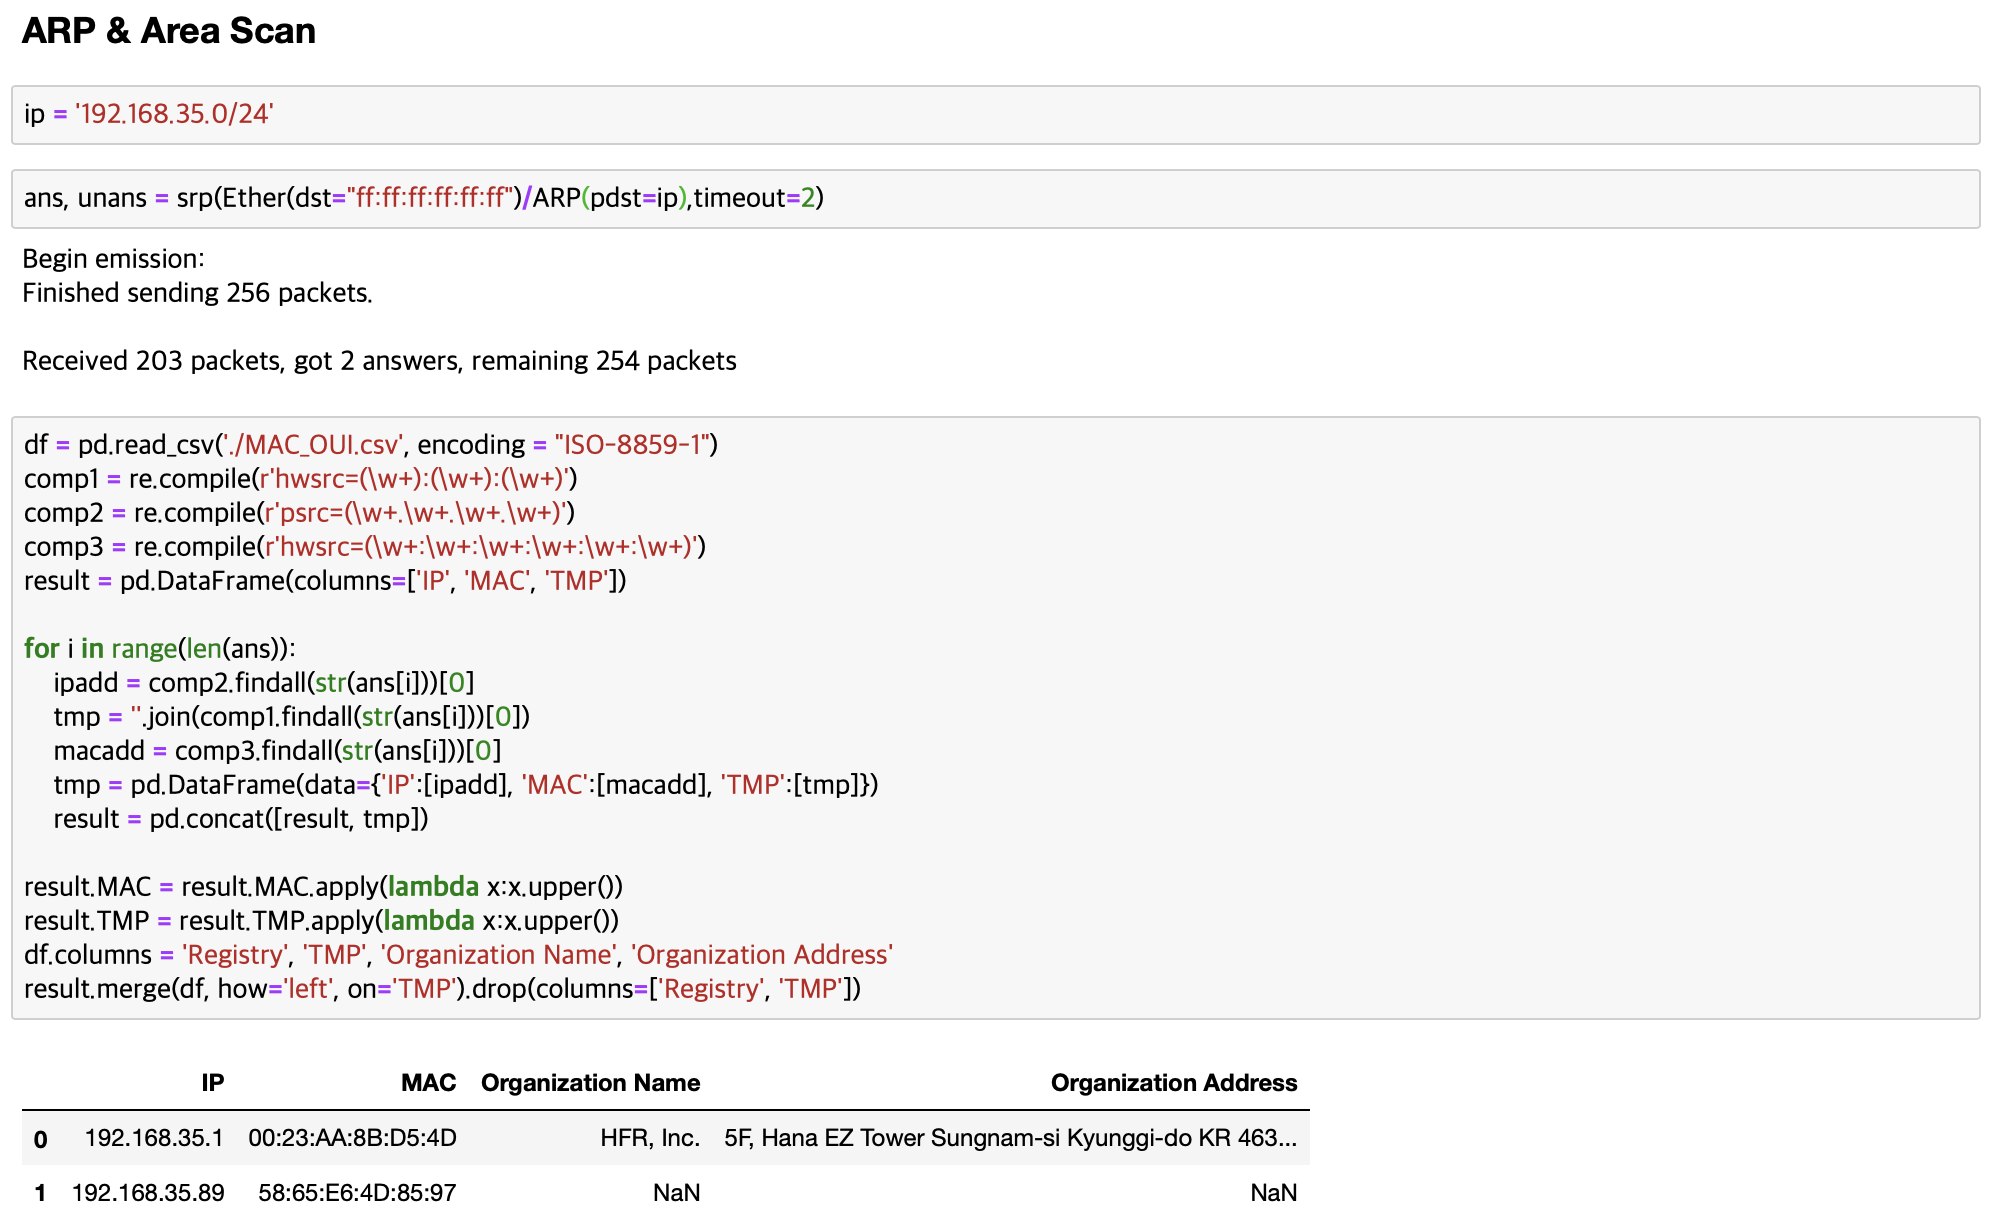 ARP & Area Scan
ip = '192.168.35.0/24'
ans, unans = srp(Ether(dst="ff:ff:ff:ff:ff:ff")/ARP(pdst=ip),timeout=2)
Begin emission:
Finished sending 256 packets.
Received 203 packets, got 2 answers, remaining 254 packets
df = pd.read_csv('./MAC_OUI.csv', encoding = "ISO-8859-1")
comp1 = re.compile(r'hwsrc=(\w+):(\w+):(\w+)')
comp2 = re.compile(r'psrc=(\w+.\w+.\w+.\w+)')
comp3 = re.compile(r'hwsrc=(\w+:\w+:\w+:\w+:\w+:\w+)')
result = pd.DataFrame(columns=['IP', 'MAC', 'TMP'])
for i in range(len(ans)):
    ipadd = comp2.findall(str(ans[i]))[0]
    tmp = ''.join(comp1.findall(str(ans[i]))[0])
    macadd = comp3.findall(str(ans[i]))[0]
    tmp = pd.DataFrame(data={'IP':[ipadd], 'MAC':[macadd], 'TMP':[tmp]})
    result = pd.concat([result, tmp])
result.MAC = result.MAC.apply(lambda x:x.upper())
result.TMP = result.TMP.apply(lambda x:x.upper())
df.columns = 'Registry', 'TMP', 'Organization Name', 'Organization Address'
result.merge(df, how='left', on='TMP').drop(columns=['Registry', 'TMP'])
IP MAC Organization Name Organization Address
0 192.168.35.1 00:23:AA:8B:D5:4D HFR, Inc. 5F, Hana EZ Tower Sungnam-si Kyunggi-do KR 463...
1 192.168.35.89 58:65:E6:4D:85:97 NaN NaN